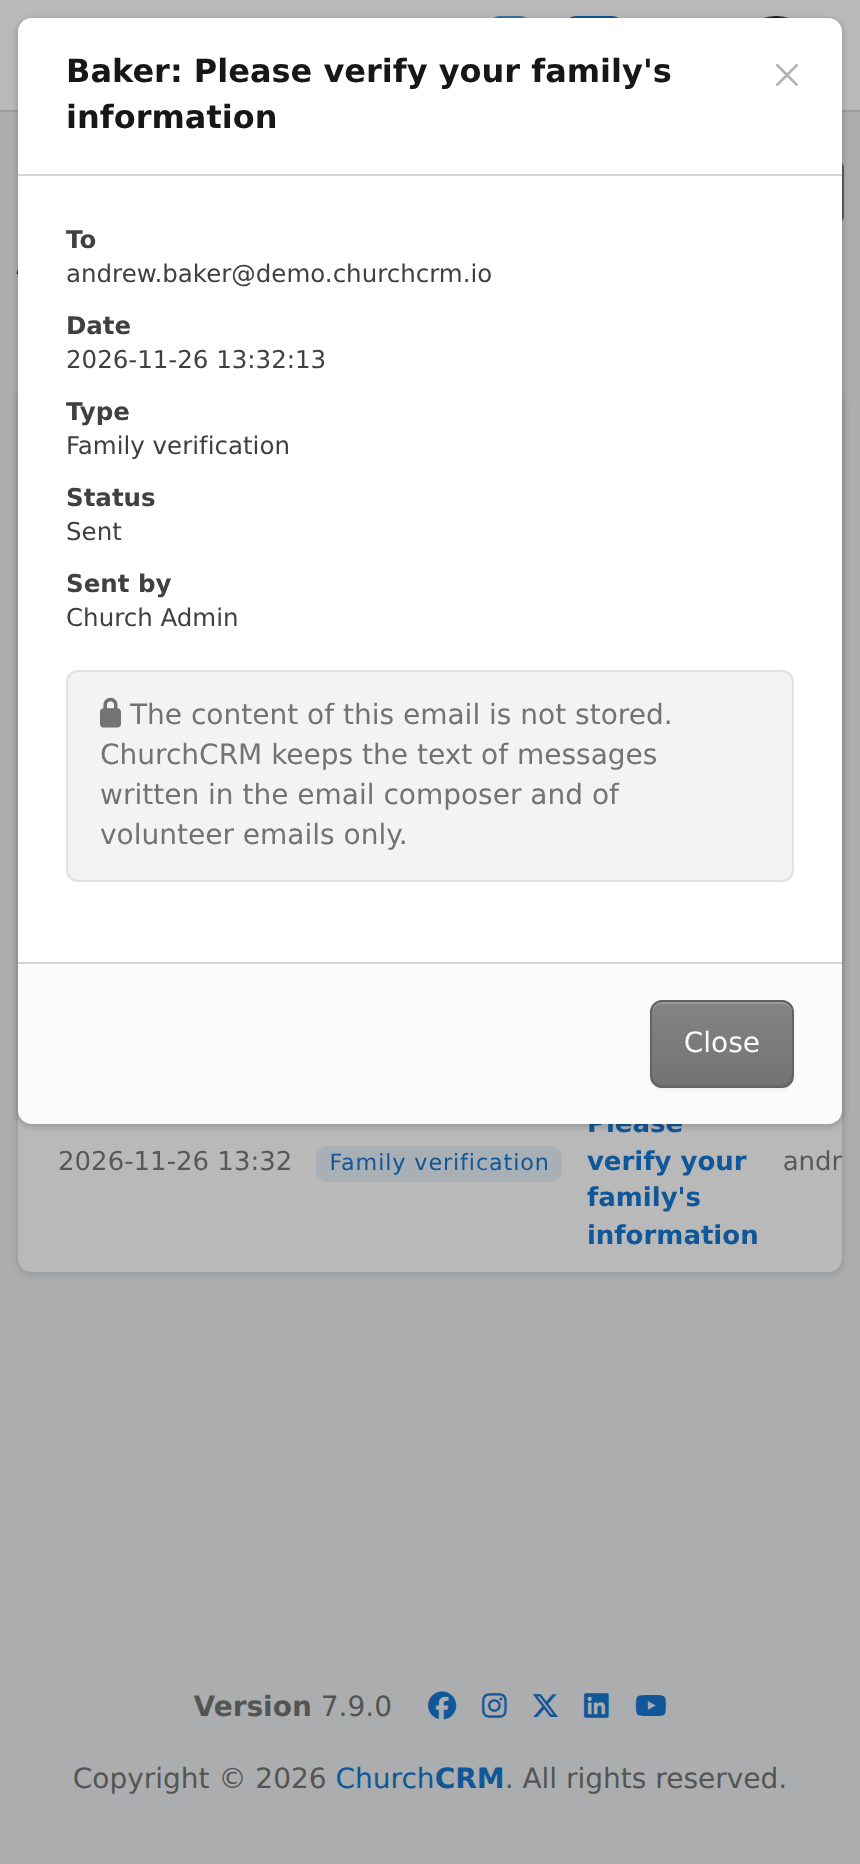 Baker: Please verify your family's
information
To
andrew.baker@demo.churchcrm.io
Date
2026-11-26 13:32:13
Type
Family verification
Status
Sent
Sent by
Church Admin
The content of this email is not stored.
ChurchCRM keeps the text of messages
written in the email composer and of
volunteer emails only.
Close
Please
2026-11-26 13:32 Family verification verify your andr
family's
information
Version 7.9.0
Copyright © 2026 ChurchCRM. All rights reserved.